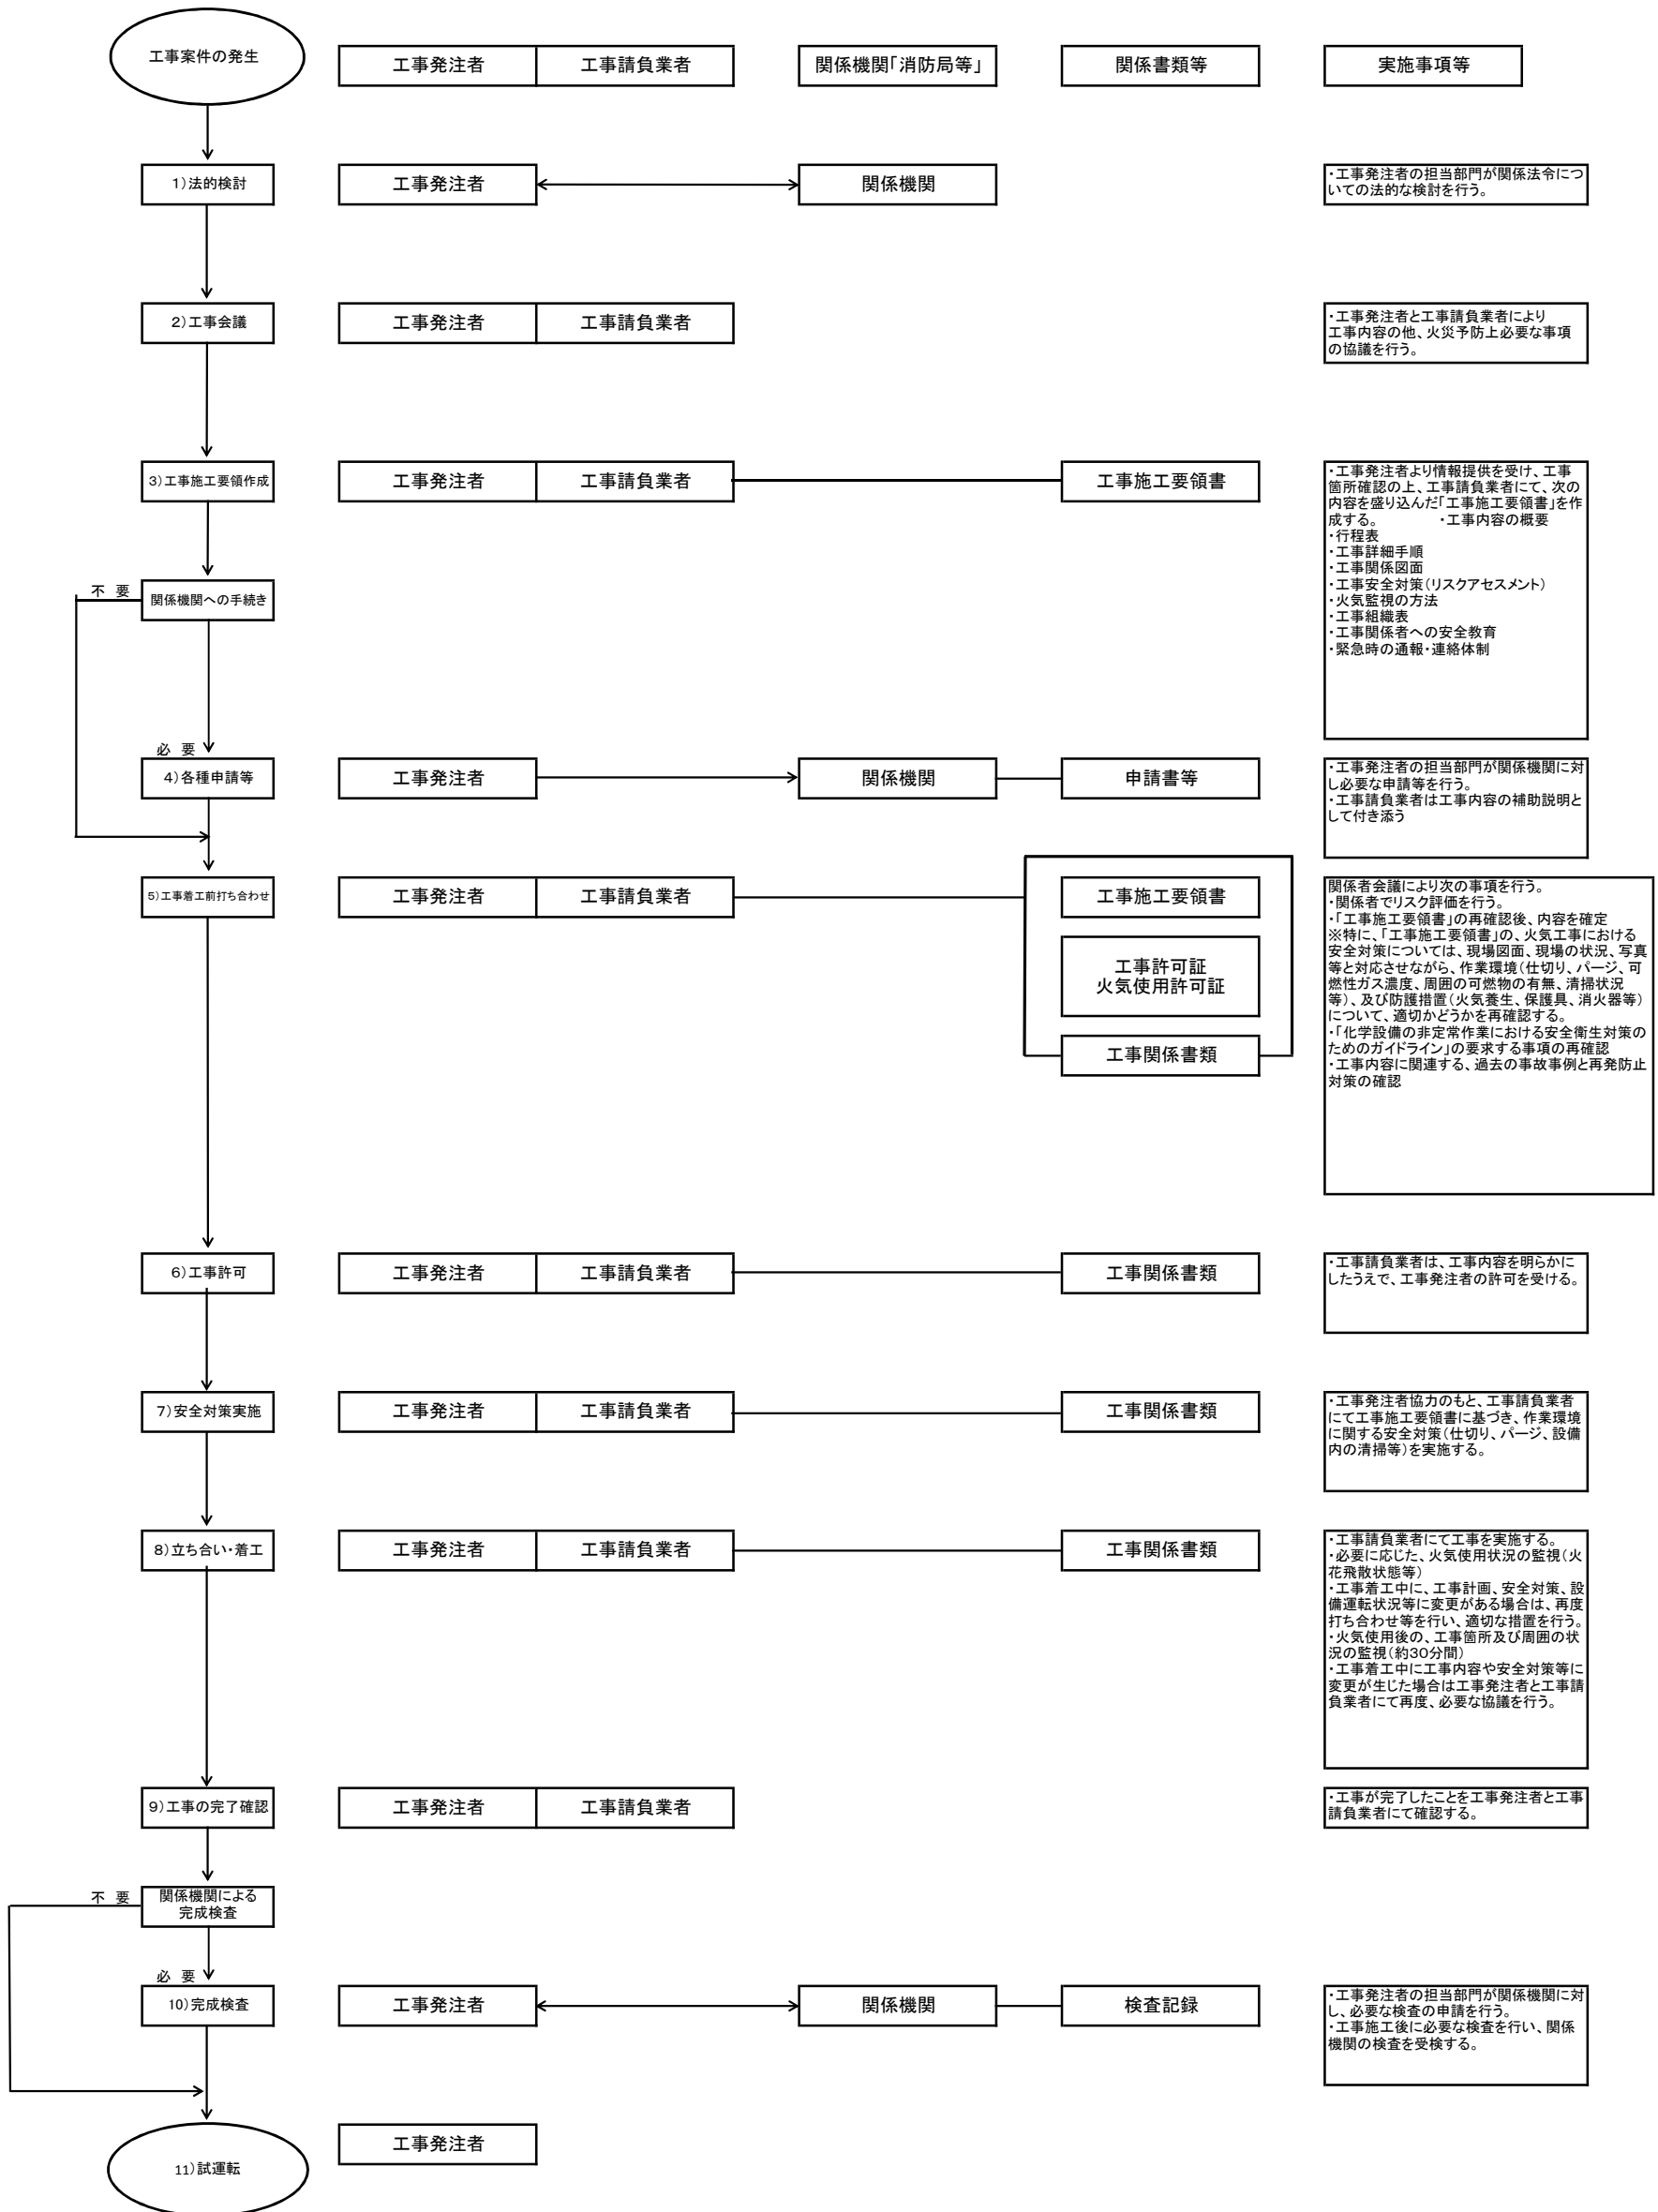 工事案件の発生
工事発注者
工事請負業者
関係機関「消防局等」
関係書類等
実施事項等
1)法的検討
工事発注者
関係機関
・工事発注者の担当部門が関係法令につ
いての法的な検討を行う。
2)工事会議
工事発注者
工事請負業者
・工事発注者と工事請負業者により
工事内容の他、火災予防上必要な事項
の協議を行う。
3)工事施工要領作成
工事発注者
工事請負業者
工事施工要領書
・工事発注者より情報提供を受け、工事
箇所確認の上、工事請負業者にて、次の
内容を盛り込んだ「工事施工要領書」を作
成する。 ・工事内容の概要
・行程表
・工事詳細手順
・工事関係図面
・工事安全対策(リスクアセスメント)
・火気監視の方法
・工事組織表
・工事関係者への安全教育
・緊急時の通報・連絡体制
不 要
関係機関への手続き
必 要
4)各種申請等
工事発注者
関係機関
申請書等
・工事発注者の担当部門が関係機関に対
し必要な申請等を行う。
・工事請負業者は工事内容の補助説明と
して付き添う
5)工事着工前打ち合わせ
工事発注者
工事請負業者
工事施工要領書
工事許可証
火気使用許可証
工事関係書類
関係者会議により次の事項を行う。
・関係者でリスク評価を行う。
・「工事施工要領書」の再確認後、内容を確定
※特に、「工事施工要領書」の、火気工事における
安全対策については、現場図面、現場の状況、写真
等と対応させながら、作業環境(仕切り、パージ、可
燃性ガス濃度、周囲の可燃物の有無、清掃状況
等)、及び防護措置(火気養生、保護具、消火器等)
について、適切かどうかを再確認する。
・「化学設備の非定常作業における安全衛生対策の
ためのガイドライン」の要求する事項の再確認
・工事内容に関連する、過去の事故事例と再発防止
対策の確認
6)工事許可
工事発注者
工事請負業者
工事関係書類
・工事請負業者は、工事内容を明らかに
したうえで、工事発注者の許可を受ける。
7)安全対策実施
工事発注者
工事請負業者
工事関係書類
・工事発注者協力のもと、工事請負業者
にて工事施工要領書に基づき、作業環境
に関する安全対策(仕切り、パージ、設備
内の清掃等)を実施する。
8)立ち合い・着工
工事発注者
工事請負業者
工事関係書類
・工事請負業者にて工事を実施する。
・必要に応じた、火気使用状況の監視(火
花飛散状態等)
・工事着工中に、工事計画、安全対策、設
備運転状況等に変更がある場合は、再度
打ち合わせ等を行い、適切な措置を行う。
・火気使用後の、工事箇所及び周囲の状
況の監視(約30分間)
・工事着工中に工事内容や安全対策等に
変更が生じた場合は工事発注者と工事請
負業者にて再度、必要な協議を行う。
9)工事の完了確認
工事発注者
工事請負業者
・工事が完了したことを工事発注者と工事
請負業者にて確認する。
不 要
関係機関による
完成検査
必 要
10)完成検査
工事発注者
関係機関
検査記録
・工事発注者の担当部門が関係機関に対
し、必要な検査の申請を行う。
・工事施工後に必要な検査を行い、関係
機関の検査を受検する。
11)試運転
工事発注者